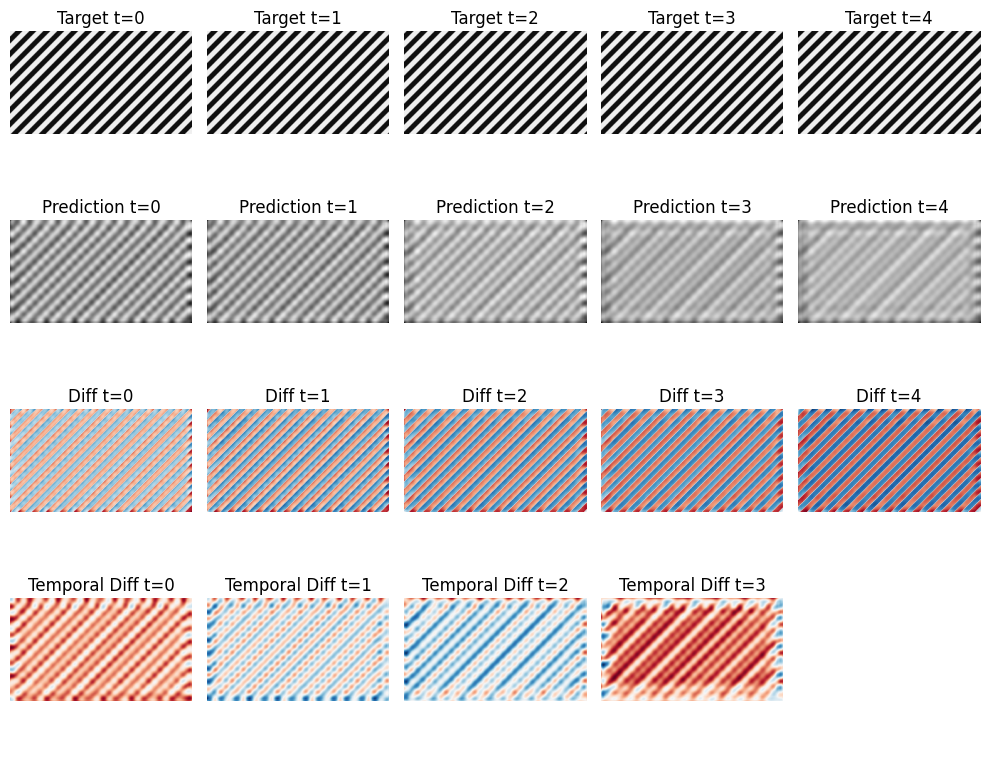 Target t=0 Target t=1 Target t=2 Target t=3 Target t=4
Prediction t=0 Prediction t=1 Prediction t=2 Prediction t=3 Prediction t=4
Diff t=0 Diff t=1 Diff t=2 Diff t=3 Diff t=4
Temporal Diff t=0 Temporal Diff t=1 Temporal Diff t=2 Temporal Diff t=3